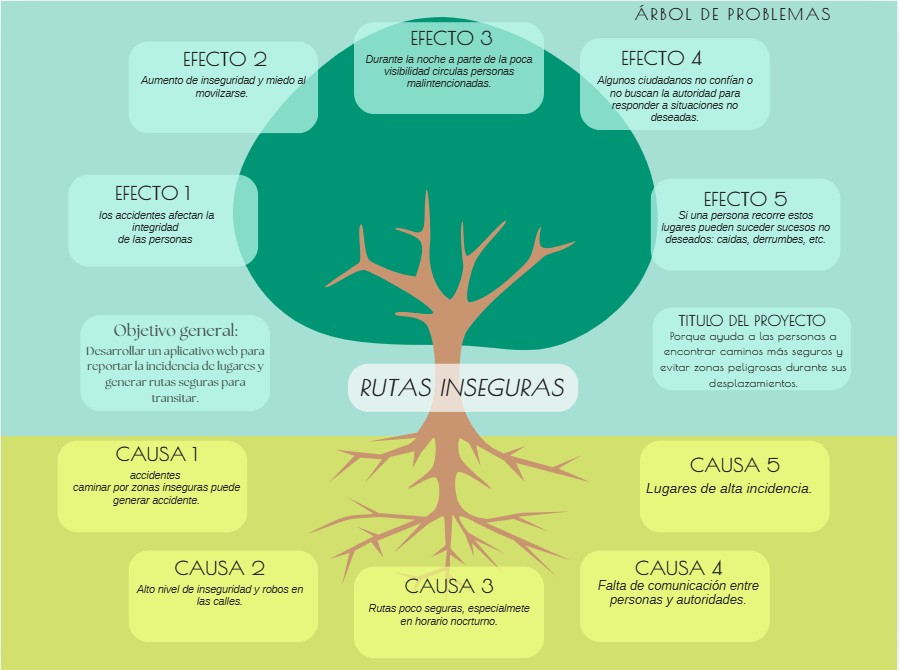 ÁRBOL DE PROBLEMAS
EFECTO 2
Aumento de inseguridad y miedo al
movilzarse.
EFECTO 3
Durante la noche a parte de la poca
visibilidad circulas personas
malintencionadas.
EFECTO 4
Algunos ciudadanos no confían o
no buscan la autoridad para
responder a situaciones no
deseadas.
EFECTO 1
los accidentes afectan la
integridad
de las personas
EFECTO 5
Si una persona recorre estos
lugares pueden suceder sucesos no
deseados: caidas, derrumbes, etc.
Objetivo general:
Desarrollar un aplicativo web para
reportar la incidencia de lugares y
generar rutas seguras para
transitar.
TITULO DEL PROYECTO
Porque ayuda a las personas a
encontrar caminos más seguros y
evitar zonas peligrosas durante sus
desplazamientos.
RUTAS INSEGURAS
CAUSA 1
accidentes
caminar por zonas inseguras puede
generar accidente.
CAUSA 5
Lugares de alta incidencia.
CAUSA 2
Alto nivel de inseguridad y robos en
las calles.
CAUSA 3
Rutas poco seguras, especialmete
en horario nocrturno.
CAUSA 4
Falta de comunicación entre
personas y autoridades.